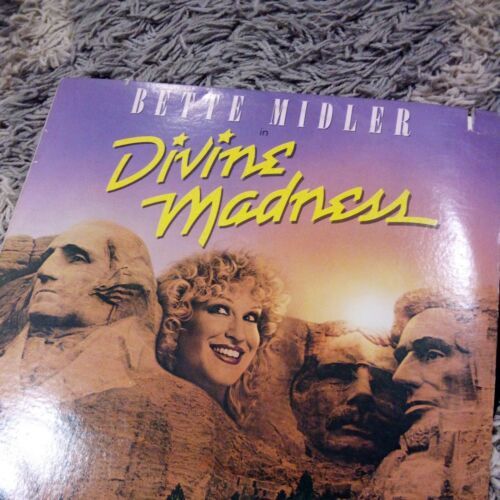 BETTE MIDLER
in
Divine
Madness